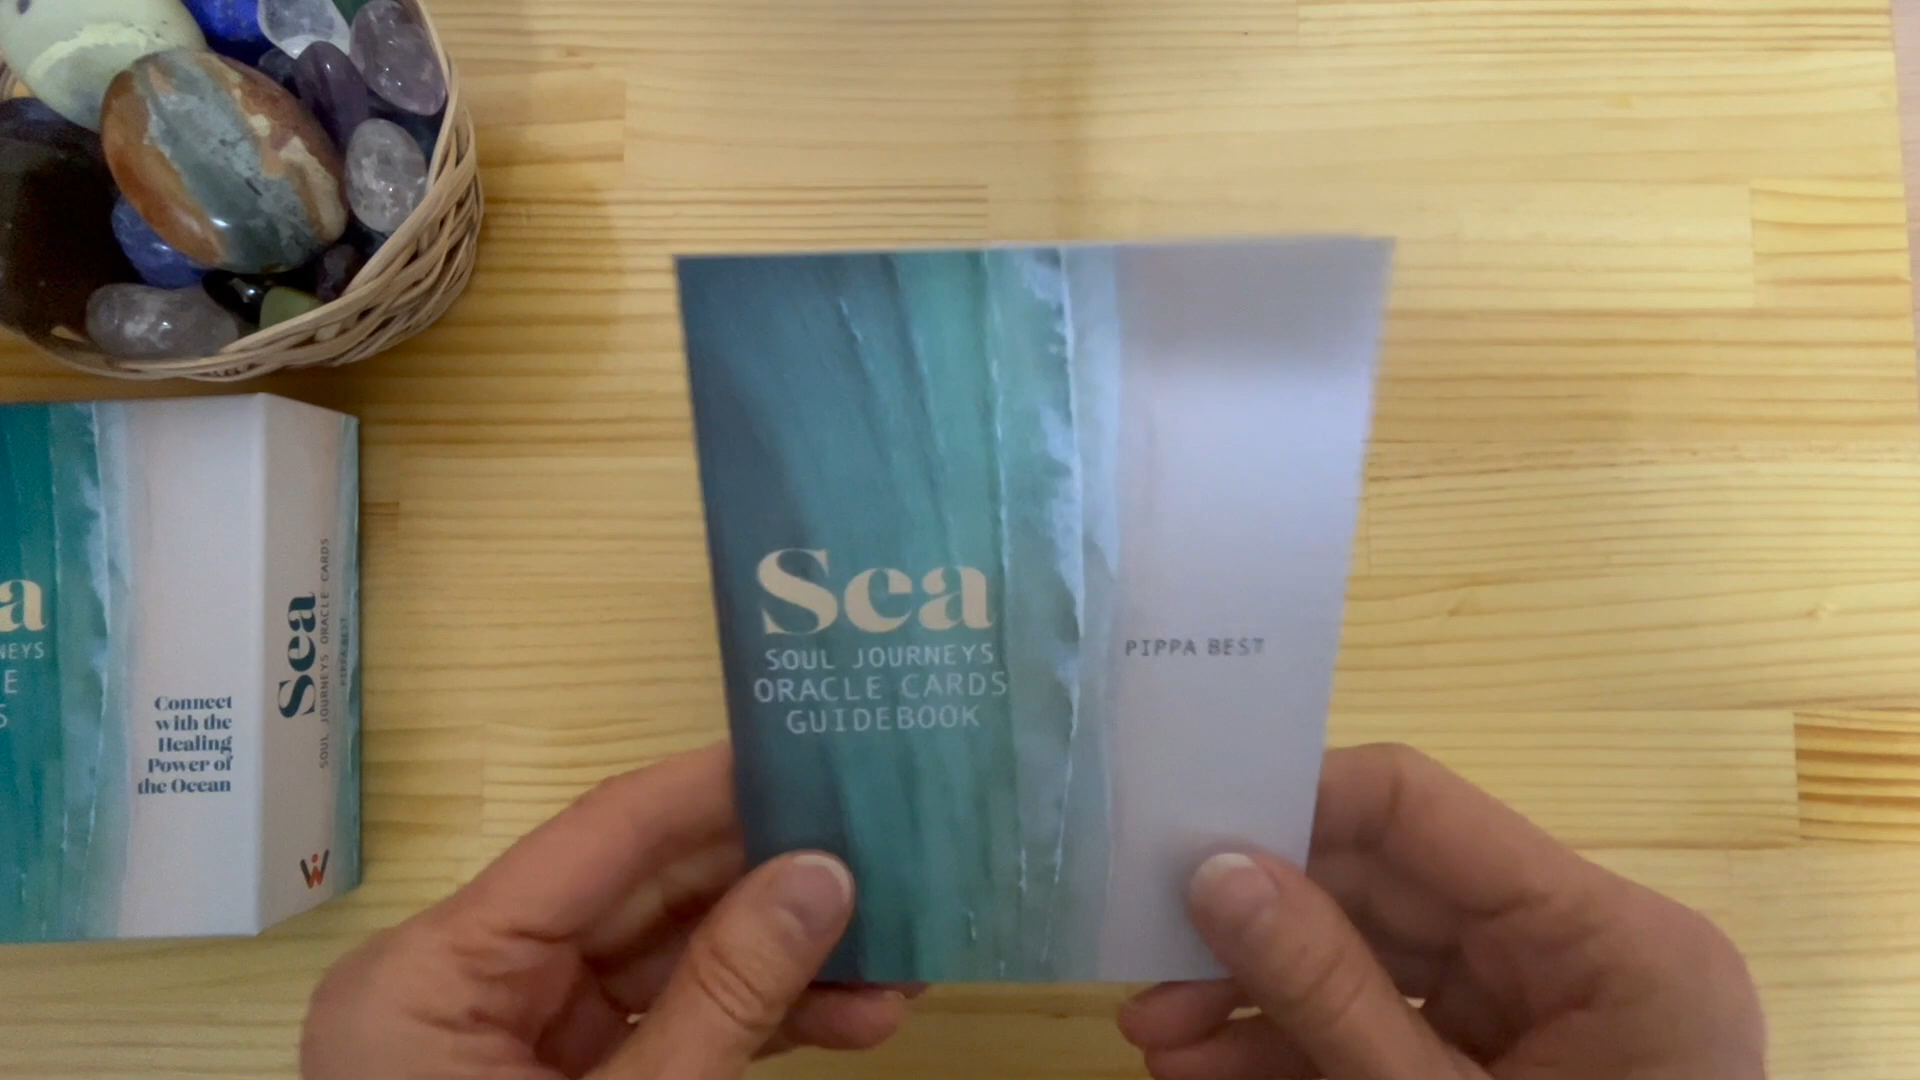 Sea
SOUL JOURNEYS
ORACLE CARDS
GUIDEBOOK
PIPPA BEST
a
NEYS
E
S
Connect
with the
Healing
Power of
the Ocean
Sea
SOUL JOURNEYS ORACLE CARDS
PIPPA BEST